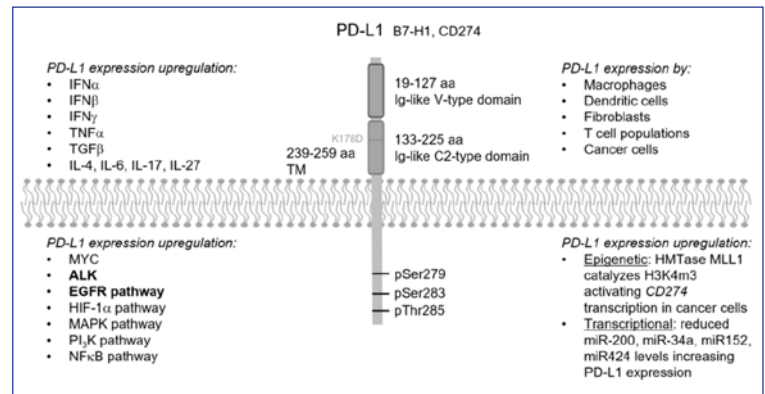 PD-L1 B7-H1, CD274
PD-L1 expression upregulation:
• IFNα
• IFNβ
• IFNγ
• TNFα
• TGFβ
• IL-4, IL-6, IL-17, IL-27
19-127 aa
Ig-like V-type domain
K178D
133-225 aa
Ig-like C2-type domain
239-259 aa
TM
PD-L1 expression by:
• Macrophages
• Dendritic cells
• Fibroblasts
• T cell populations
• Cancer cells
PD-L1 expression upregulation:
• MYC
• ALK
• EGFR pathway
• HIF-1α pathway
• MAPK pathway
• PI3K pathway
• NFκB pathway
pSer279
pSer283
pThr285
PD-L1 expression upregulation:
• Epigenetic: HMTase MLL1
catalyzes H3K4m3
activating CD274
transcription in cancer cells
• Transcriptional: reduced
miR-200, miR-34a, miR152,
miR424 levels increasing
PD-L1 expression